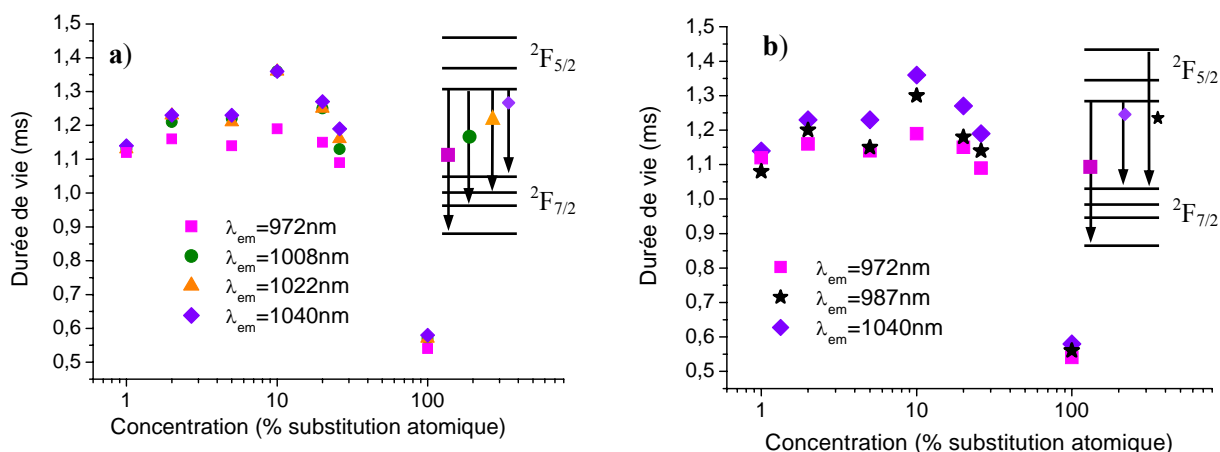 a)
1,5
1,4
1,3
1,2
1,1
1,0
0,9
0,8
0,7
0,6
0,5
Durée de vie (ms)
²F₅/₂
²F₇/₂
λem=972nm
λem=1008nm
λem=1022nm
λem=1040nm
1 10 100
Concentration (% substitution atomique)
b)
1,5
1,4
1,3
1,2
1,1
1,0
0,9
0,8
0,7
0,6
0,5
Durée de vie (ms)
²F₅/₂
²F₇/₂
λem=972nm
λem=987nm
λem=1040nm
1 10 100
Concentration (% substitution atomique)